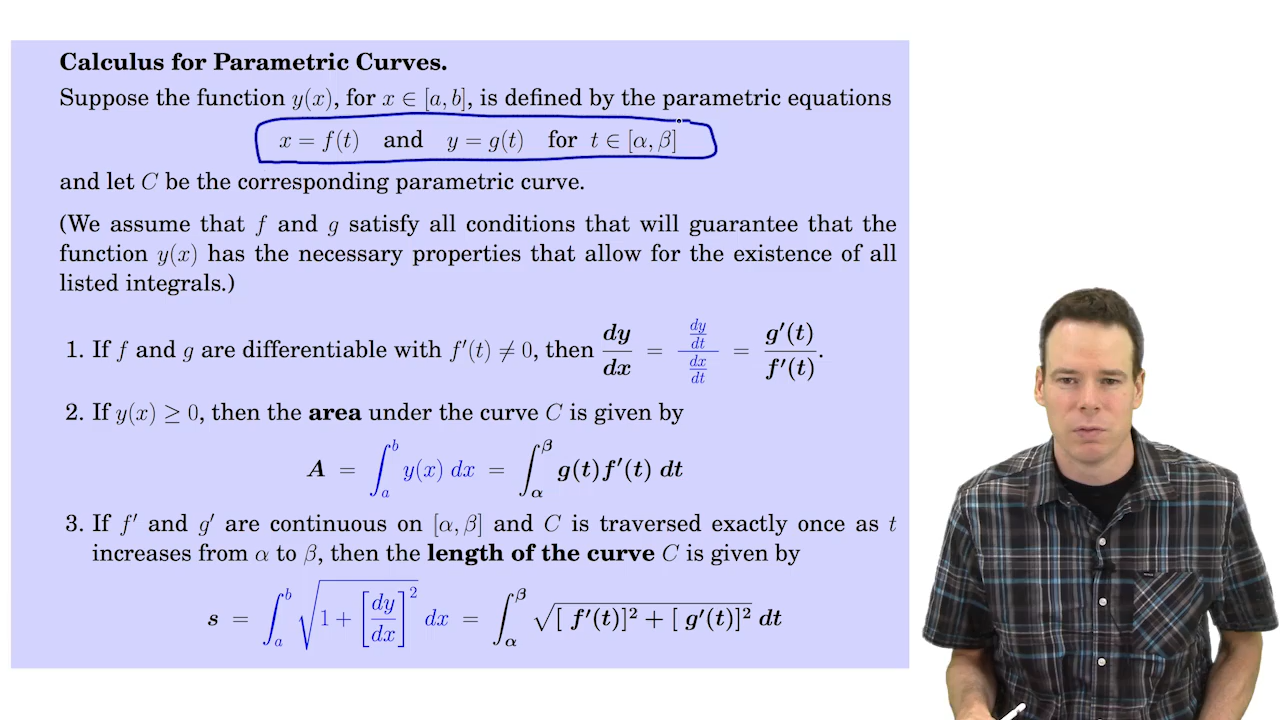 Calculus for Parametric Curves.
Suppose the function y(x), for x ∈ [a, b], is defined by the parametric equations
x = f(t) and y = g(t) for t ∈ [α, β]
and let C be the corresponding parametric curve.
(We assume that f and g satisfy all conditions that will guarantee that the
function y(x) has the necessary properties that allow for the existence of all
listed integrals.)
1. If f and g are differentiable with f′(t) ≠ 0, then dy/dx = (dy/dt)/(dx/dt) = g′(t)/f′(t).
2. If y(x) ≥ 0, then the area under the curve C is given by
A = ∫_a^b y(x) dx = ∫_α^β g(t)f′(t) dt
3. If f′ and g′ are continuous on [α, β] and C is traversed exactly once as t
increases from α to β, then the length of the curve C is given by
s = ∫_a^b √(1 + [dy/dx]²) dx = ∫_α^β √([ f′(t)]² + [ g′(t)]²) dt